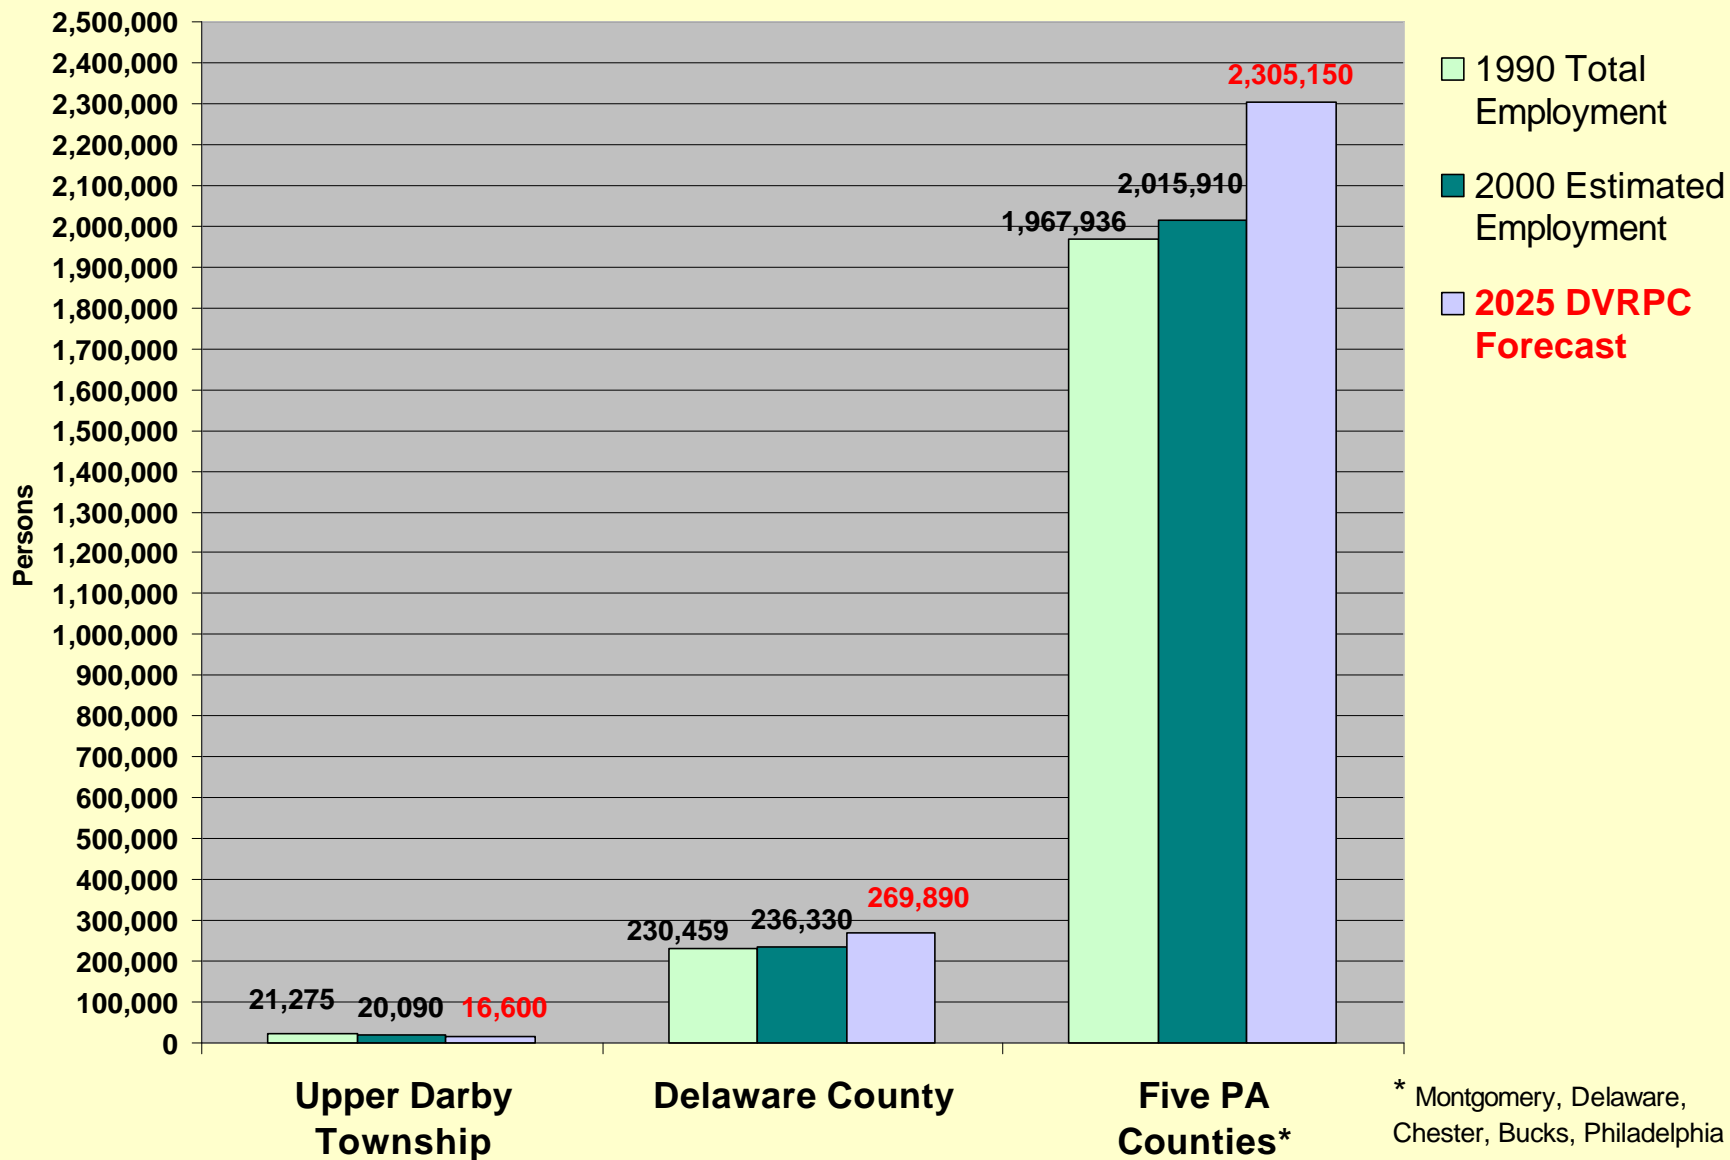 2,500,000
2,400,000
2,300,000
2,200,000
2,100,000
2,000,000
1,900,000
1,800,000
1,700,000
1,600,000
1,500,000
1,400,000
1,300,000
1,200,000
1,100,000
1,000,000
900,000
800,000
700,000
600,000
500,000
400,000
300,000
200,000
100,000
0
Persons
21,275
20,090
16,600
230,459
236,330
269,890
1,967,936
2,015,910
2,305,150
Upper Darby
Township
Delaware County
Five PA
Counties*
1990 Total
Employment
2000 Estimated
Employment
2025 DVRPC
Forecast
* Montgomery, Delaware,
Chester, Bucks, Philadelphia